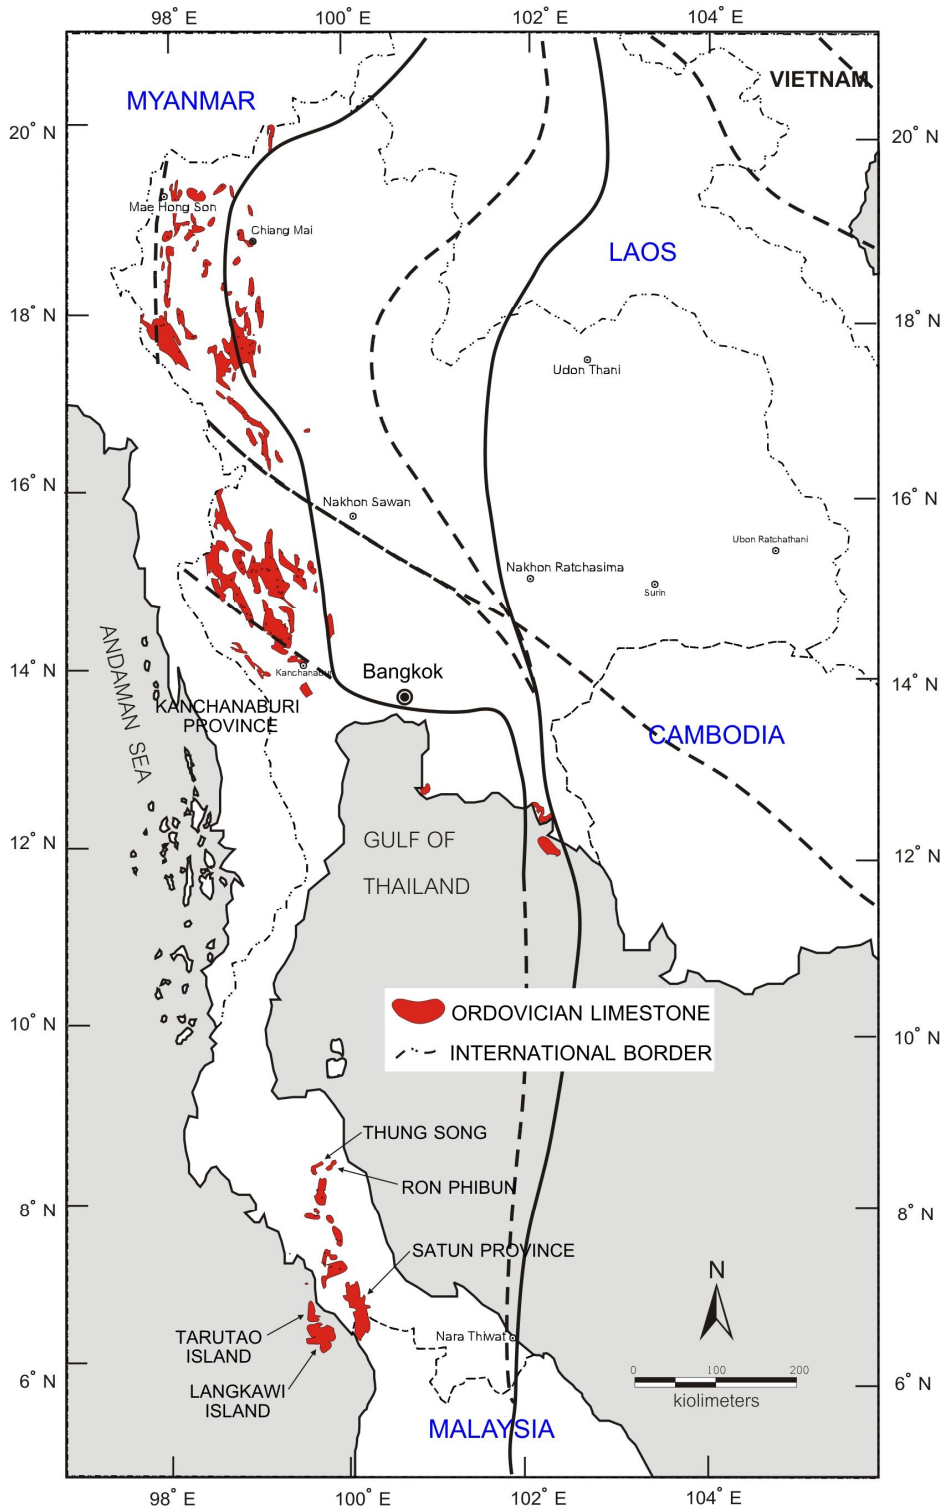 98° E
100° E
102° E
104° E
VIETNAM
MYANMAR
20° N
20° N
Mae Hong Son
Chiang Mai
LAOS
18° N
18° N
Udon Thani
16° N
16° N
Nakhon Sawan
Ubon Ratchathani
Nakhon Ratchasima
Surin
ANDAMAN SEA
14° N
14° N
Kanchanaburi
Bangkok
KANCHANABURI
PROVINCE
CAMBODIA
12° N
12° N
GULF OF
THAILAND
ORDOVICIAN LIMESTONE
INTERNATIONAL BORDER
10° N
10° N
THUNG SONG
RON PHIBUN
8° N
8° N
SATUN PROVINCE
N
TARUTAO
ISLAND
Nara Thiwat
LANGKAWI
ISLAND
0
100
200
kiolimeters
6° N
6° N
MALAYSIA
98° E
100° E
102° E
104° E